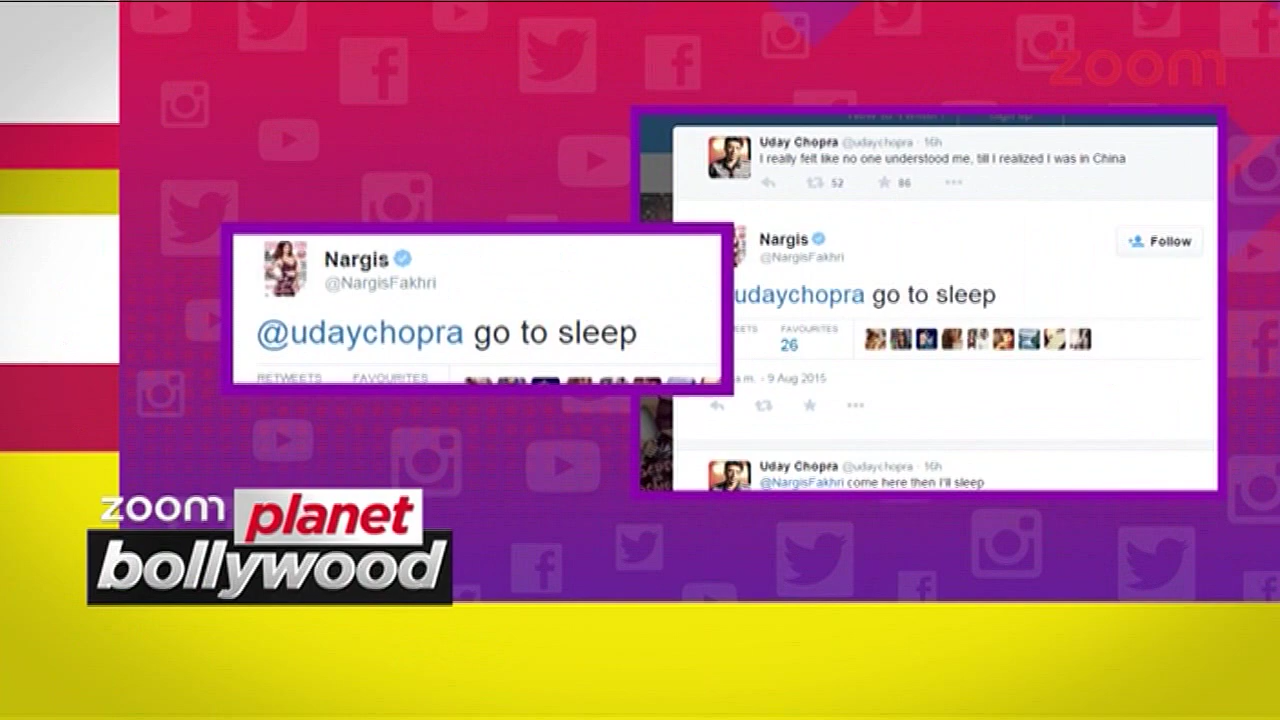 zoom
Uday Chopra @udaychopra · 16h
I really felt like no one understood me, till I realized I was in China
52 86
Nargis
@NargisFakhri
Follow
udaychopra go to sleep
FAVOURITES
26
a m. - 9 Aug 2015
Uday Chopra @udaychopra · 16h
@NargisFakhri come here then I'll sleep
Nargis
@NargisFakhri
@udaychopra go to sleep
RETWEETS FAVOURITES
zoom planet
bollywood